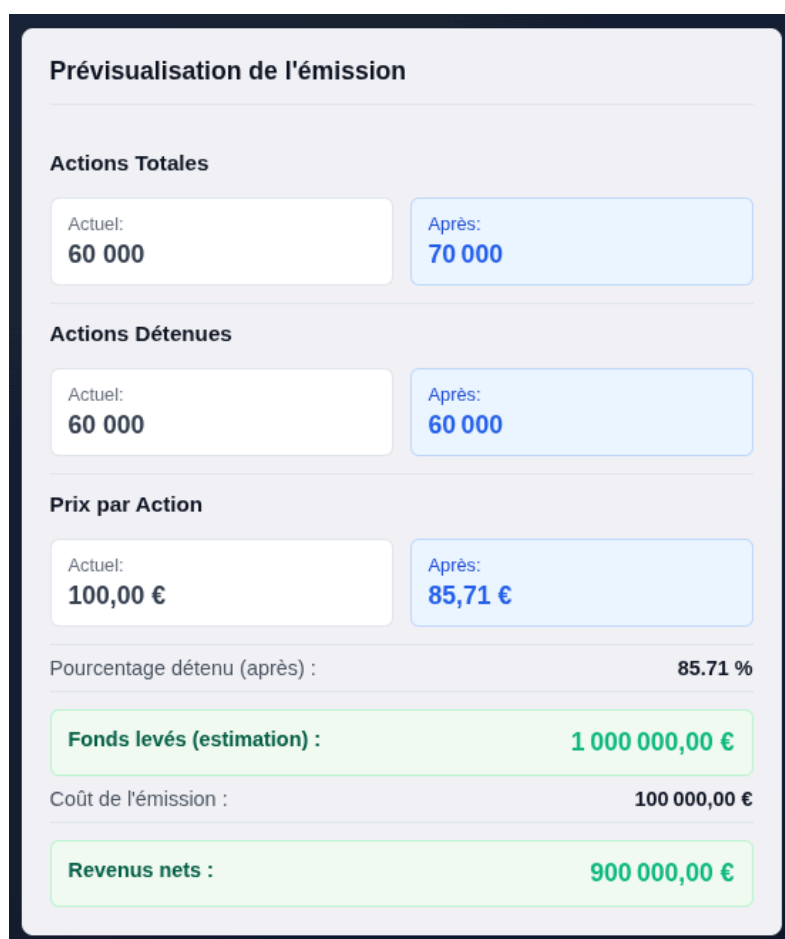 Prévisualisation de l'émission
Actions Totales
Actuel:
60 000
Après:
70 000
Actions Détenues
Actuel:
60 000
Après:
60 000
Prix par Action
Actuel:
100,00 €
Après:
85,71 €
Pourcentage détenu (après) : 85.71 %
Fonds levés (estimation) : 1 000 000,00 €
Coût de l'émission : 100 000,00 €
Revenus nets : 900 000,00 €